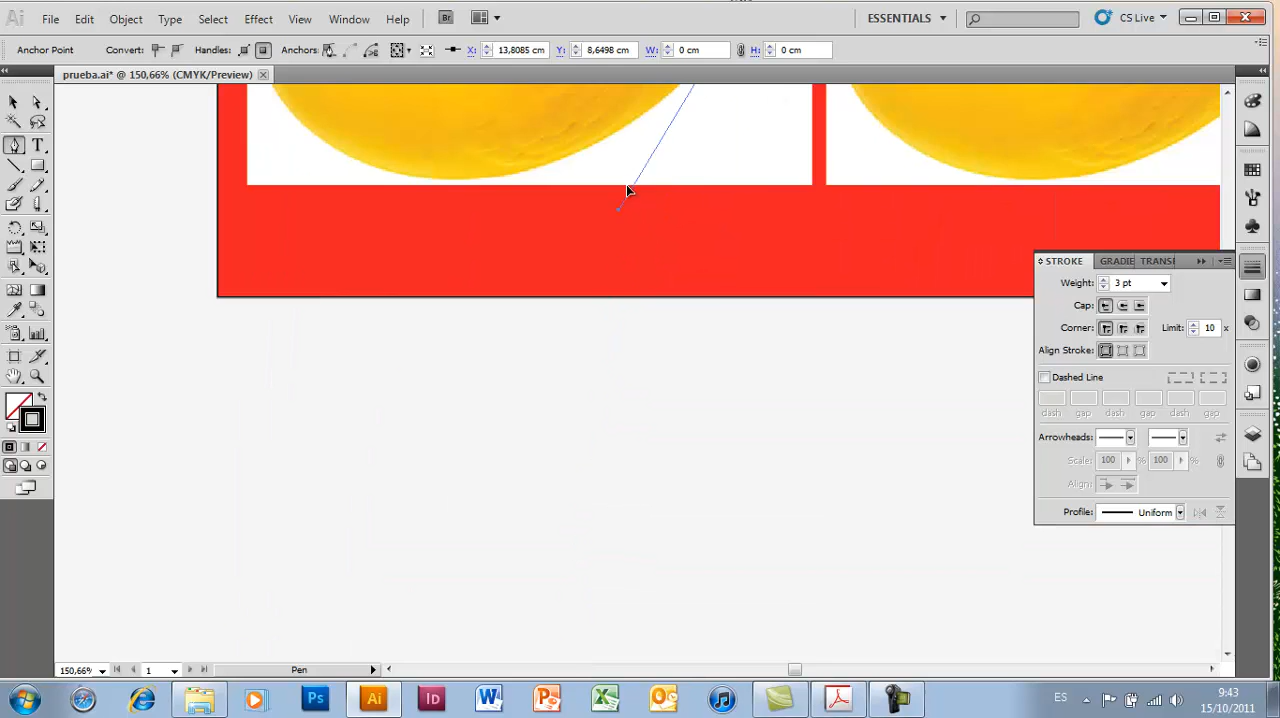 Ai File Edit Object Type Select Effect View Window Help Br ESSENTIALS CS Live
Anchor Point Convert: Handles: Anchors: X: 13,8085 cm Y: 8,6498 cm W: 0 cm H: 0 cm
prueba.ai* @ 150,66% (CMYK/Preview)
T
STROKE GRADIE TRANSI
Weight: 3 pt
Cap:
Corner: Limit: 10 x
Align Stroke:
Dashed Line
dash gap dash gap dash gap
Arrowheads:
Scale: 100 % 100 %
Align:
Profile: Uniform
150,66% 1 Pen
Ps Ai Id W P X O ES 9:43
15/10/2011